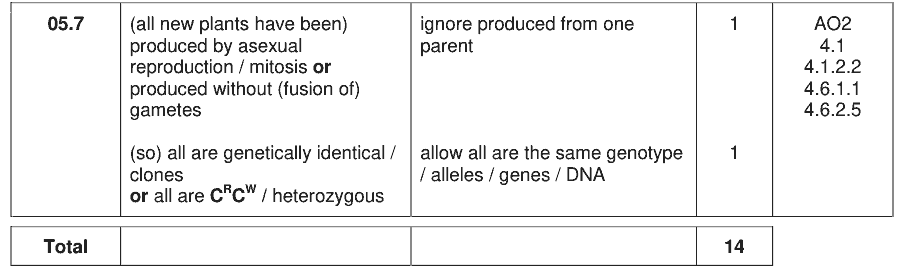 05.7 (all new plants have been) ignore produced from one 1 AO2
produced by asexual parent 4.1
reproduction / mitosis or 4.1.2.2
produced without (fusion of) 4.6.1.1
gametes 4.6.2.5
(so) all are genetically identical / allow all are the same genotype 1
clones / alleles / genes / DNA
or all are CᴿCᵂ / heterozygous
Total 14